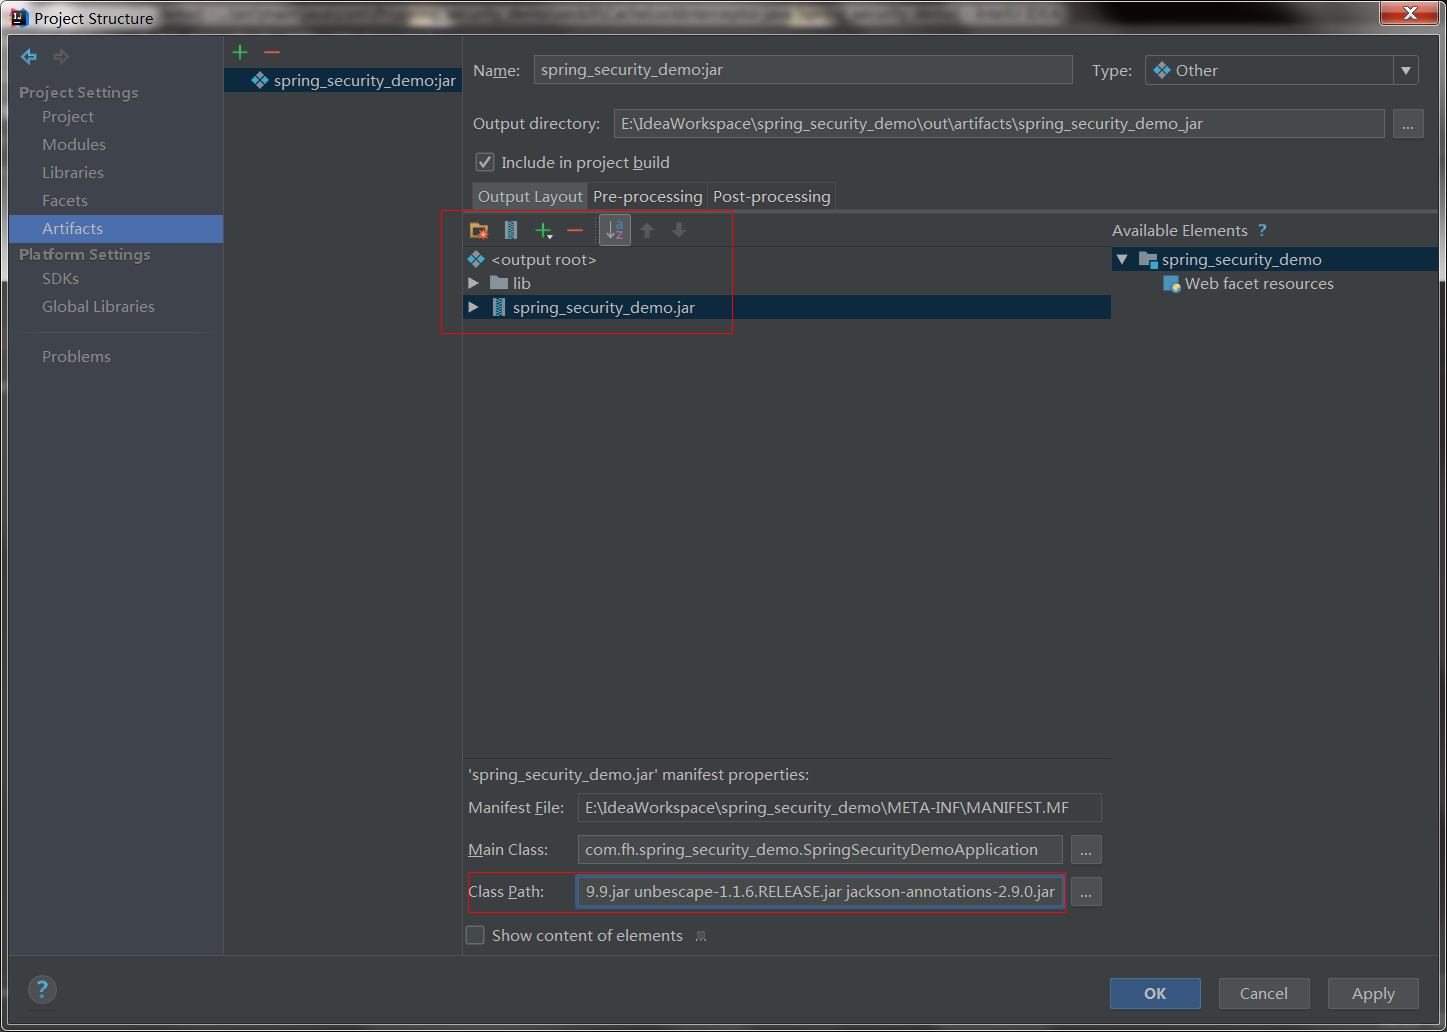 Project Structure
Project Settings
Project
Modules
Libraries
Facets
Artifacts
Platform Settings
SDKs
Global Libraries
Problems
spring_security_demo:jar
Name: spring_security_demo:jar Type: Other
Output directory: E:\IdeaWorkspace\spring_security_demo\out\artifacts\spring_security_demo_jar ...
Include in project build
Output Layout Pre-processing Post-processing
<output root>
lib
spring_security_demo.jar
Available Elements ?
spring_security_demo
Web facet resources
'spring_security_demo.jar' manifest properties:
Manifest File: E:\IdeaWorkspace\spring_security_demo\META-INF\MANIFEST.MF
Main Class: com.fh.spring_security_demo.SpringSecurityDemoApplication ...
Class Path: 9.9.jar unbescape-1.1.6.RELEASE.jar jackson-annotations-2.9.0.jar ...
Show content of elements
? OK Cancel Apply